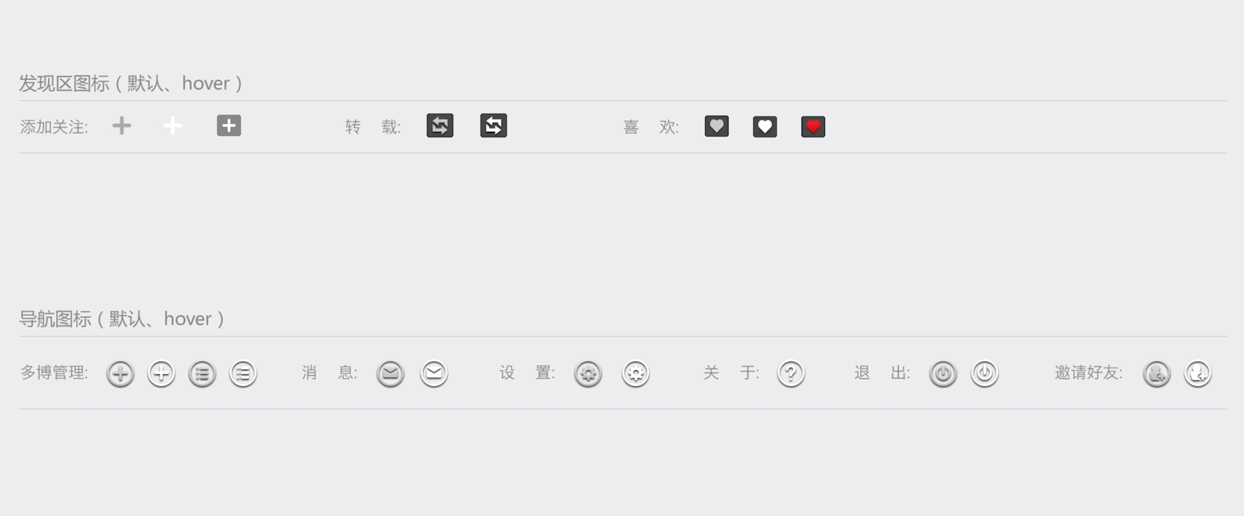 发现区图标（默认、hover）
添加关注: 转 载: 喜 欢:
导航图标（默认、hover）
多博管理: 消 息: 设 置: 关 于: 退 出: 邀请好友: